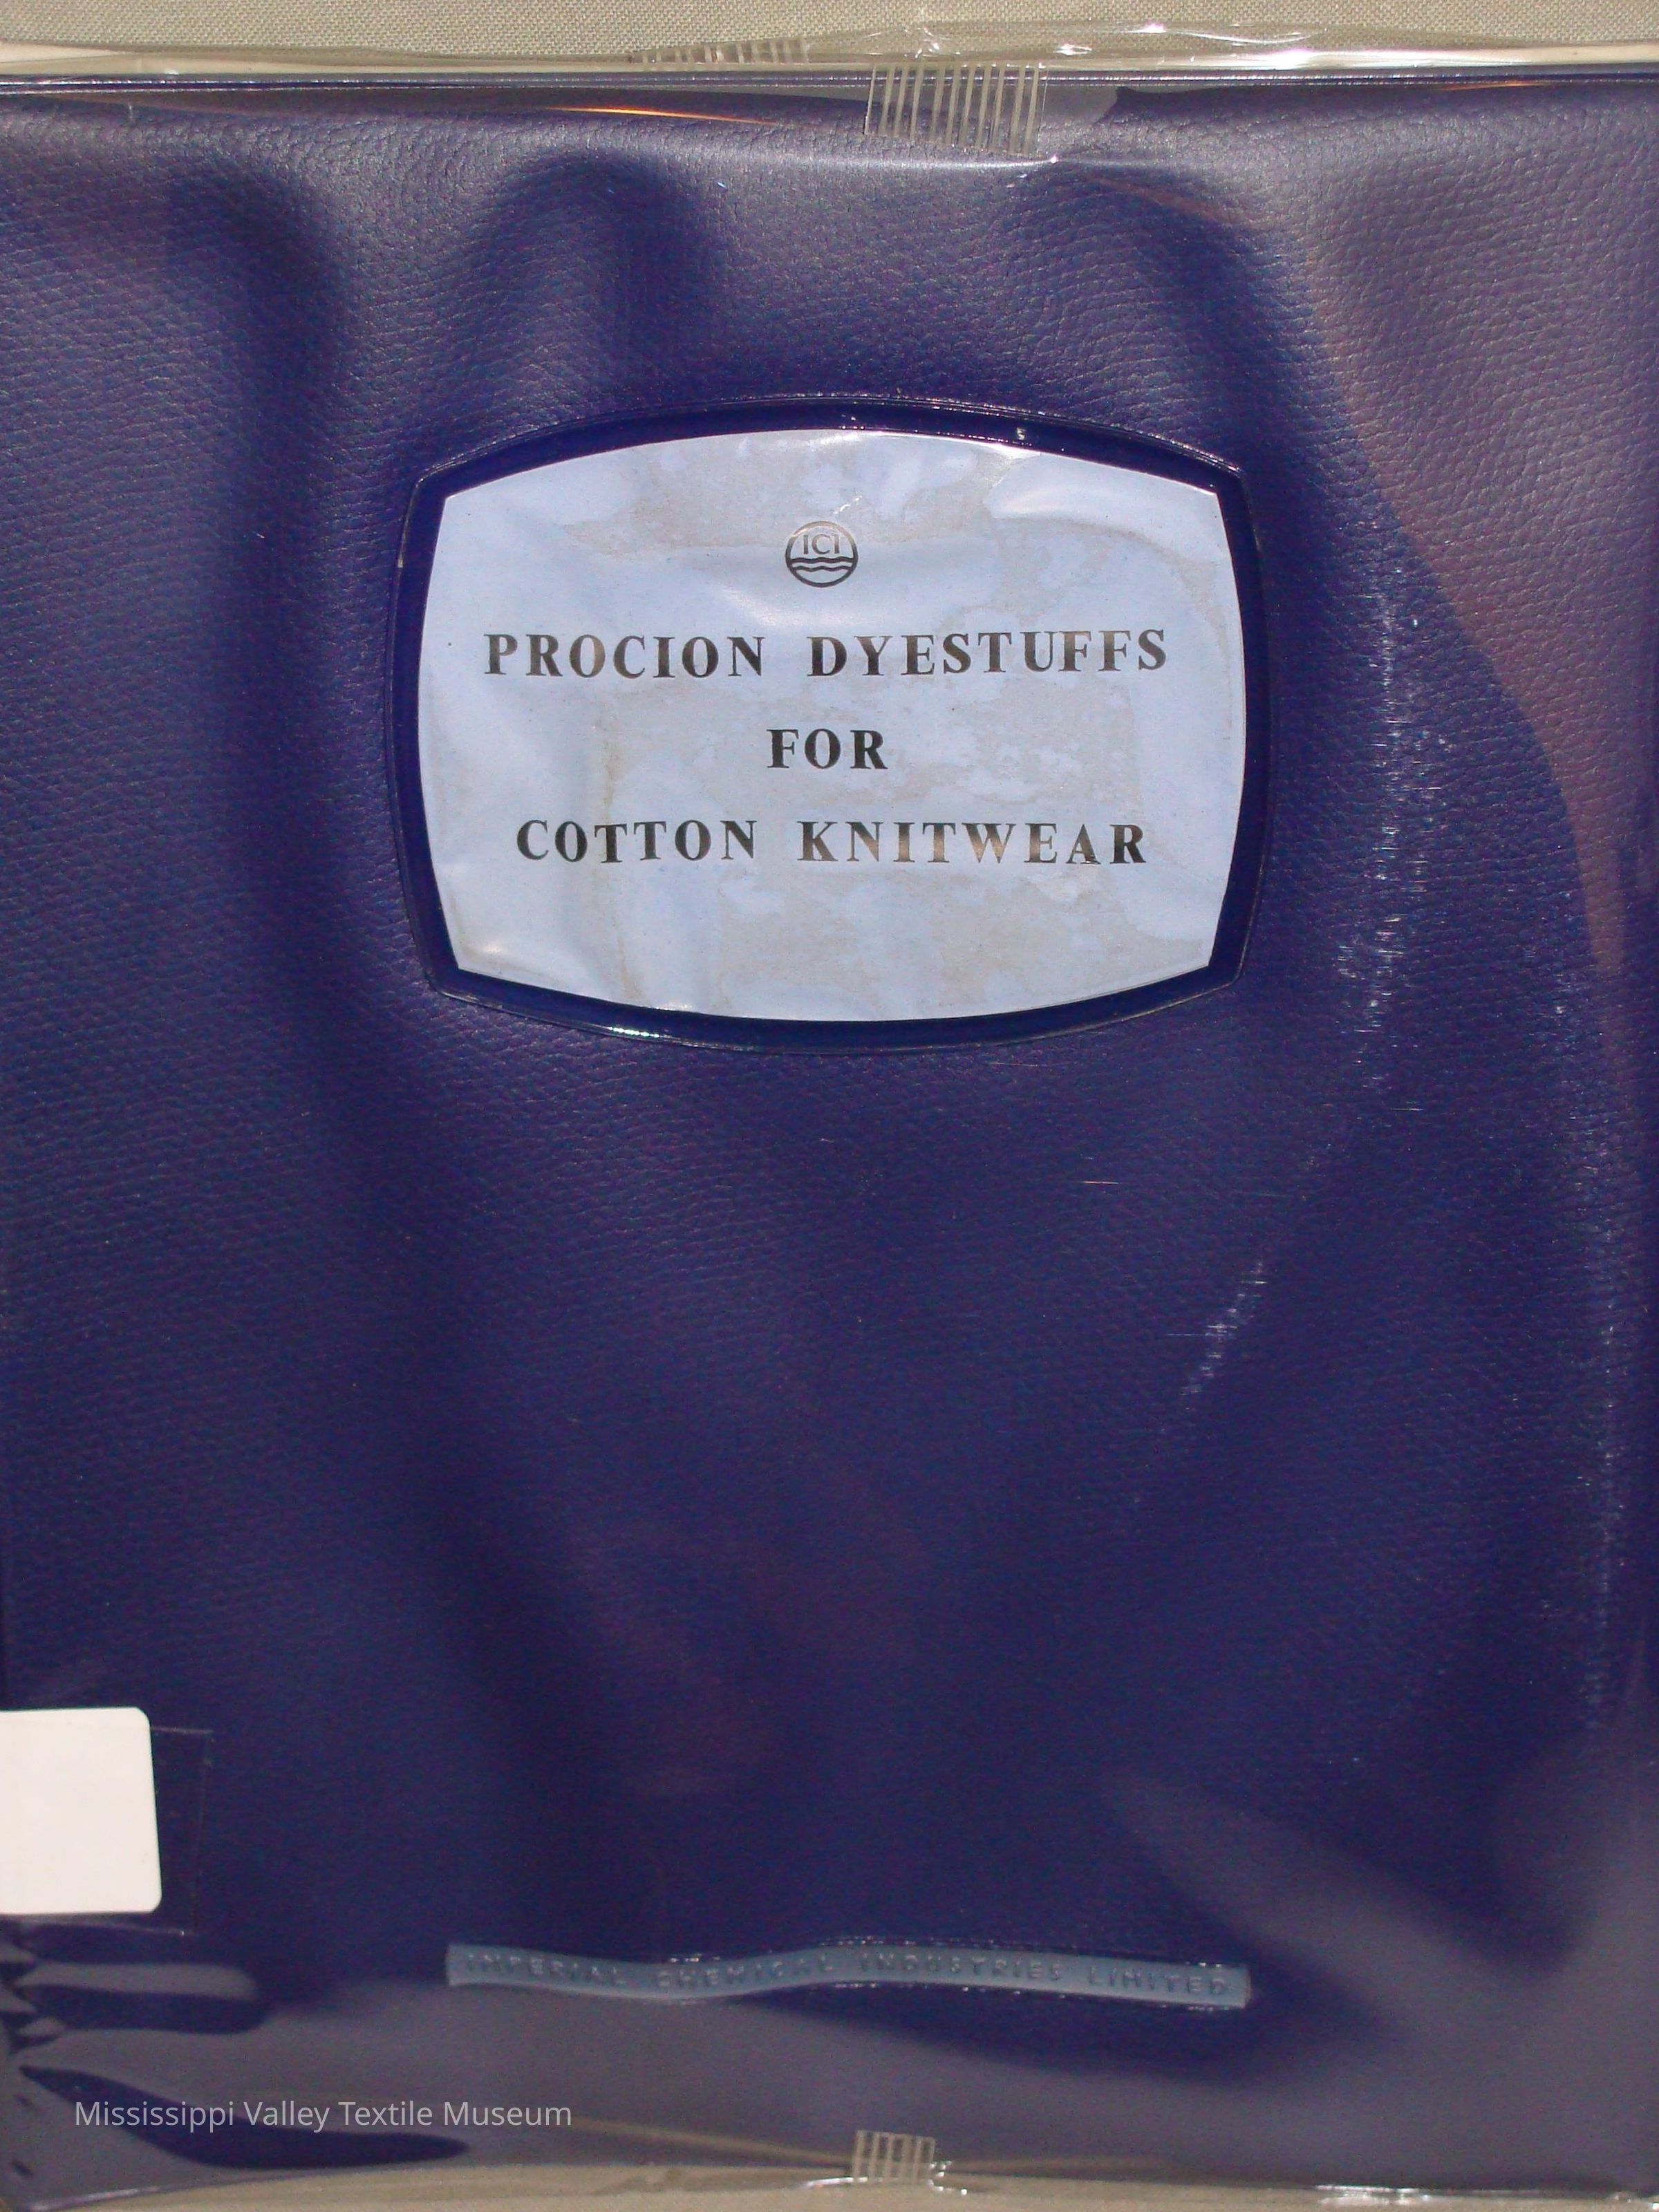 ICI
PROCION DYESTUFFS
FOR
COTTON KNITWEAR
IMPERIAL CHEMICAL INDUSTRIES LIMITED
Mississippi Valley Textile Museum